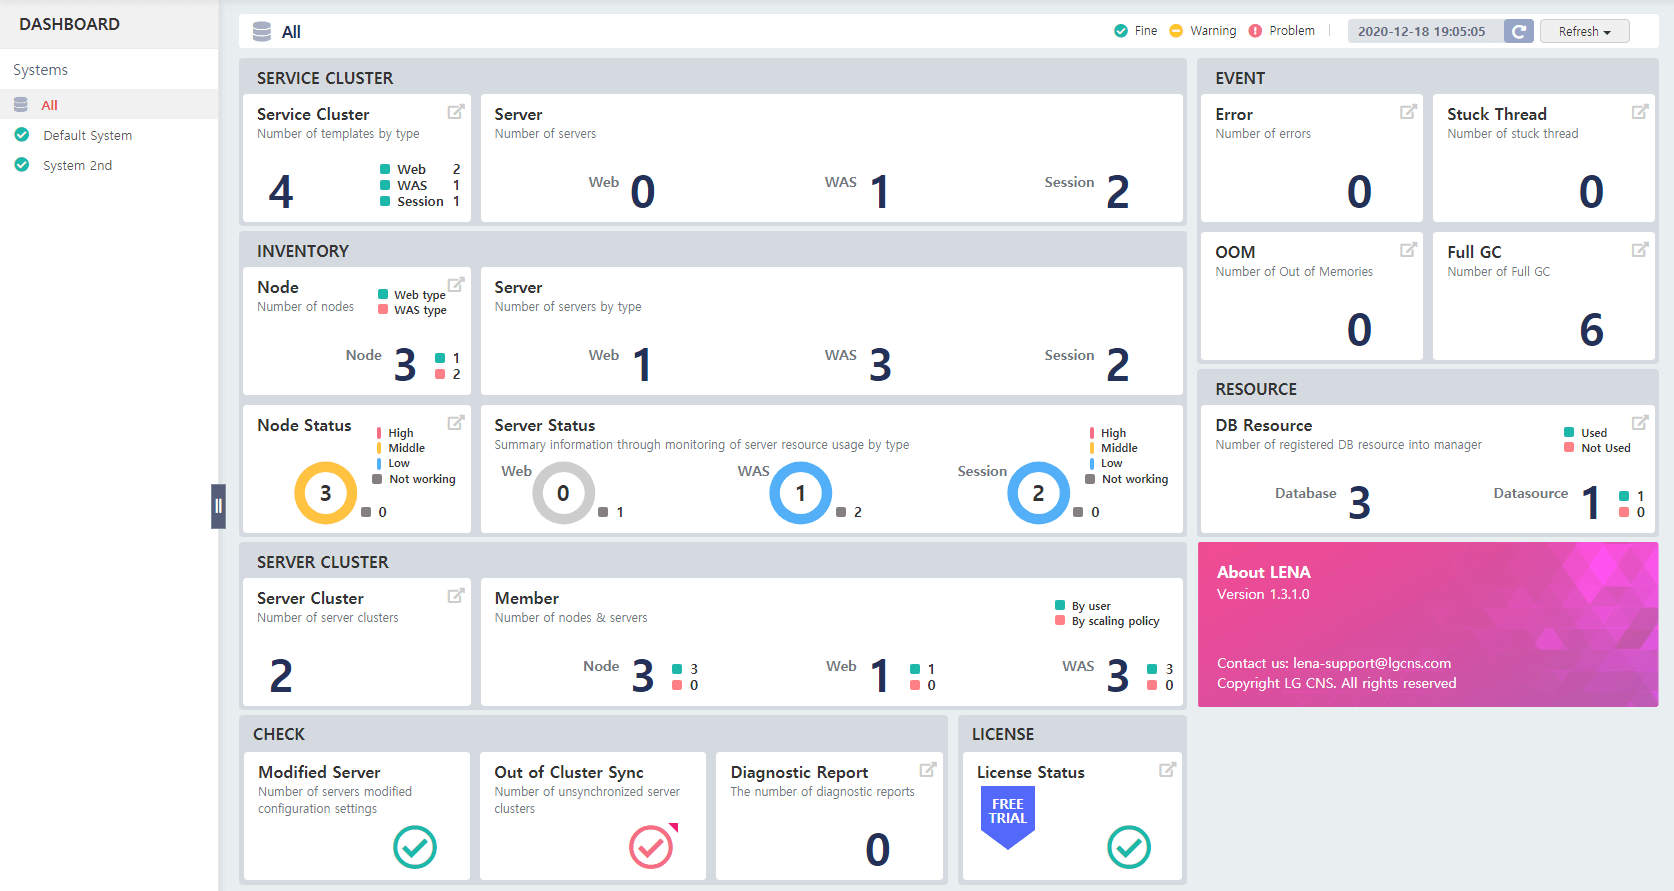 DASHBOARD
Systems
All
Default System
System 2nd
All
Fine Warning Problem
2020-12-18 19:05:05
Refresh
SERVICE CLUSTER
Service Cluster
Number of templates by type
4
Web 2
WAS 1
Session 1
Server
Number of servers
Web 0
WAS 1
Session 2
INVENTORY
Node
Number of nodes
Web type
WAS type
Node 3
1
2
Server
Number of servers by type
Web 1
WAS 3
Session 2
Node Status
High
Middle
Low
Not working
3
0
Server Status
Summary information through monitoring of server resource usage by type
High
Middle
Low
Not working
Web 0
1
WAS 1
2
Session 2
0
SERVER CLUSTER
Server Cluster
Number of server clusters
2
Member
Number of nodes & servers
By user
By scaling policy
Node 3
3
0
Web 1
1
0
WAS 3
3
0
CHECK
Modified Server
Number of servers modified
configuration settings
Out of Cluster Sync
Number of unsynchronized server
clusters
Diagnostic Report
The number of diagnostic reports
0
LICENSE
License Status
FREE
TRIAL
EVENT
Error
Number of errors
0
Stuck Thread
Number of stuck thread
0
OOM
Number of Out of Memories
0
Full GC
Number of Full GC
6
RESOURCE
DB Resource
Number of registered DB resource into manager
Used
Not Used
Database 3
Datasource 1
1
0
About LENA
Version 1.3.1.0
Contact us: lena-support@lgcns.com
Copyright LG CNS. All rights reserved